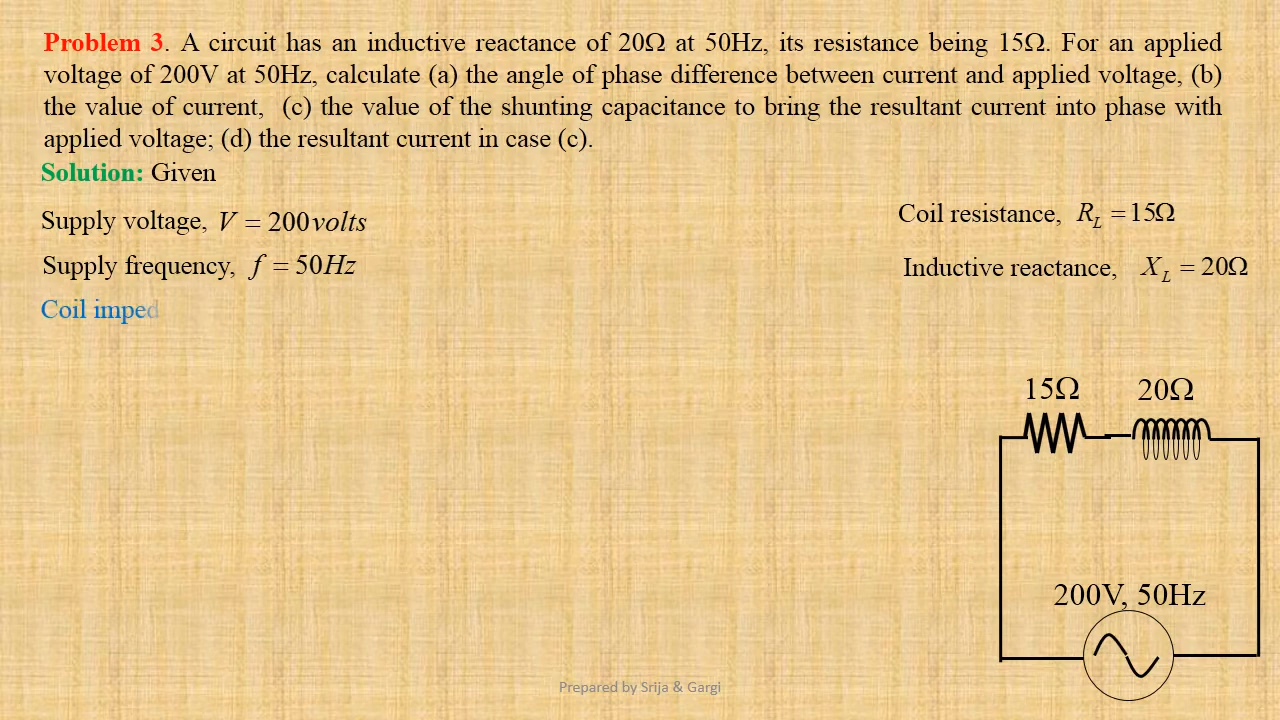 Problem 3. A circuit has an inductive reactance of 20Ω at 50Hz, its resistance being 15Ω. For an applied
voltage of 200V at 50Hz, calculate (a) the angle of phase difference between current and applied voltage, (b)
the value of current, (c) the value of the shunting capacitance to bring the resultant current into phase with
applied voltage; (d) the resultant current in case (c).
Solution: Given
Supply voltage, V = 200volts
Coil resistance, R_L = 15Ω
Supply frequency, f = 50Hz
Inductive reactance, X_L = 20Ω
Coil imped
15Ω 20Ω
200V, 50Hz
Prepared by Srija & Gargi